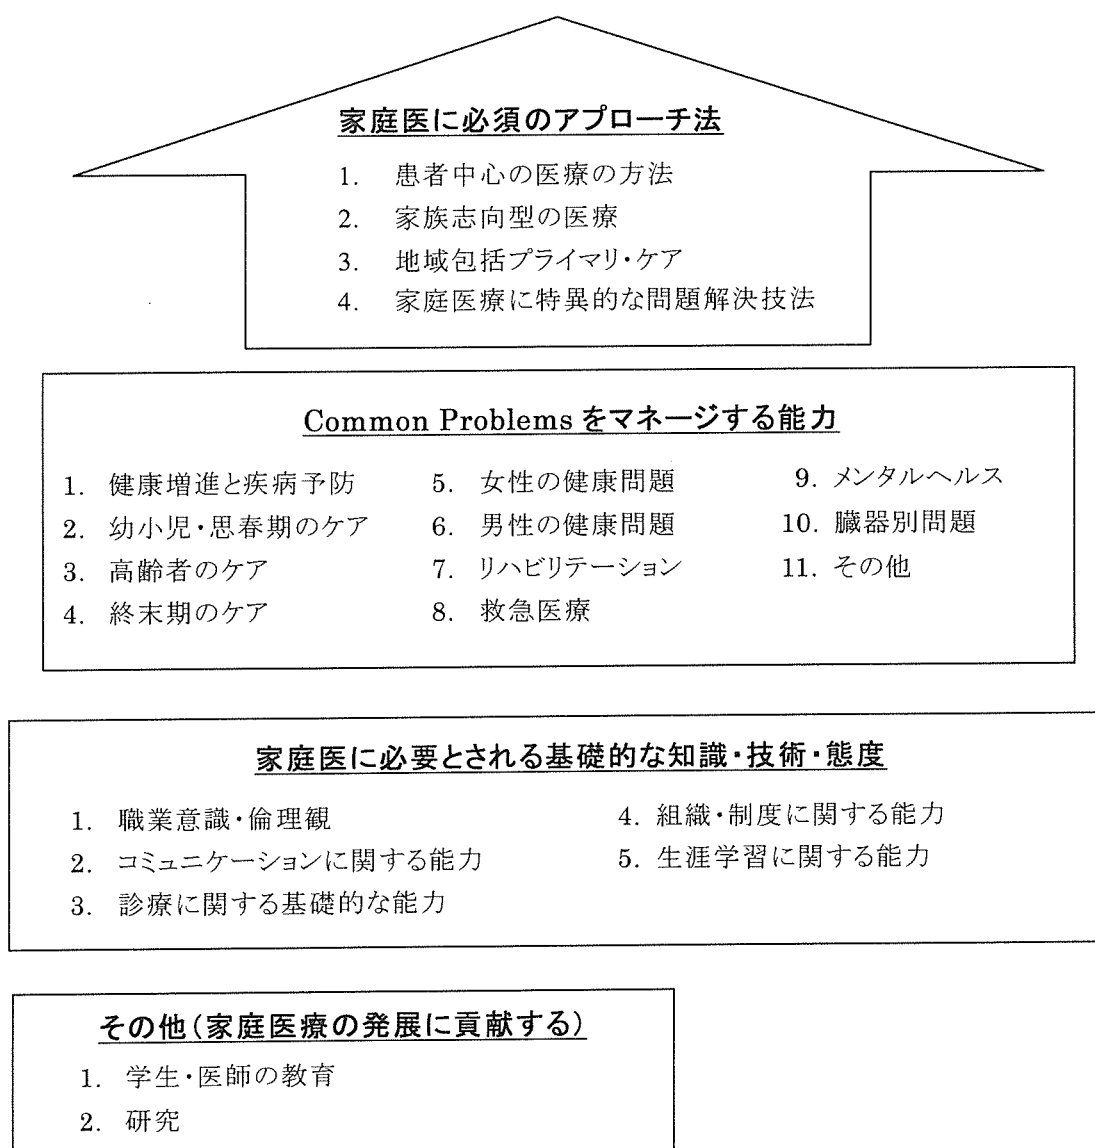 家庭医に必須のアプローチ法
1. 患者中心の医療の方法
2. 家族志向型の医療
3. 地域包括プライマリ・ケア
4. 家庭医療に特異的な問題解決技法
Common Problems をマネージする能力
1. 健康増進と疾病予防
2. 幼小児・思春期のケア
3. 高齢者のケア
4. 終末期のケア
5. 女性の健康問題
6. 男性の健康問題
7. リハビリテーション
8. 救急医療
9. メンタルヘルス
10. 臓器別問題
11. その他
家庭医に必要とされる基礎的な知識・技術・態度
1. 職業意識・倫理観
2. コミュニケーションに関する能力
3. 診療に関する基礎的な能力
4. 組織・制度に関する能力
5. 生涯学習に関する能力
その他(家庭医療の発展に貢献する)
1. 学生・医師の教育
2. 研究